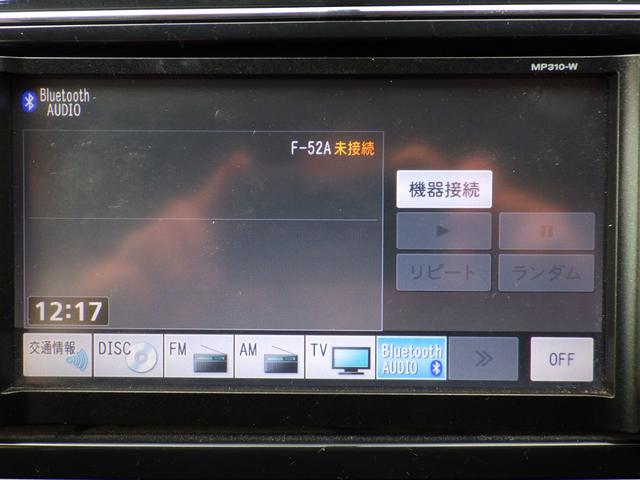 MP310-W
Bluetooth
AUDIO
F-52A 未接続
機器接続
リピート
ランダム
12:17
交通情報
DISC
FM
AM
TV
Bluetooth
AUDIO
OFF